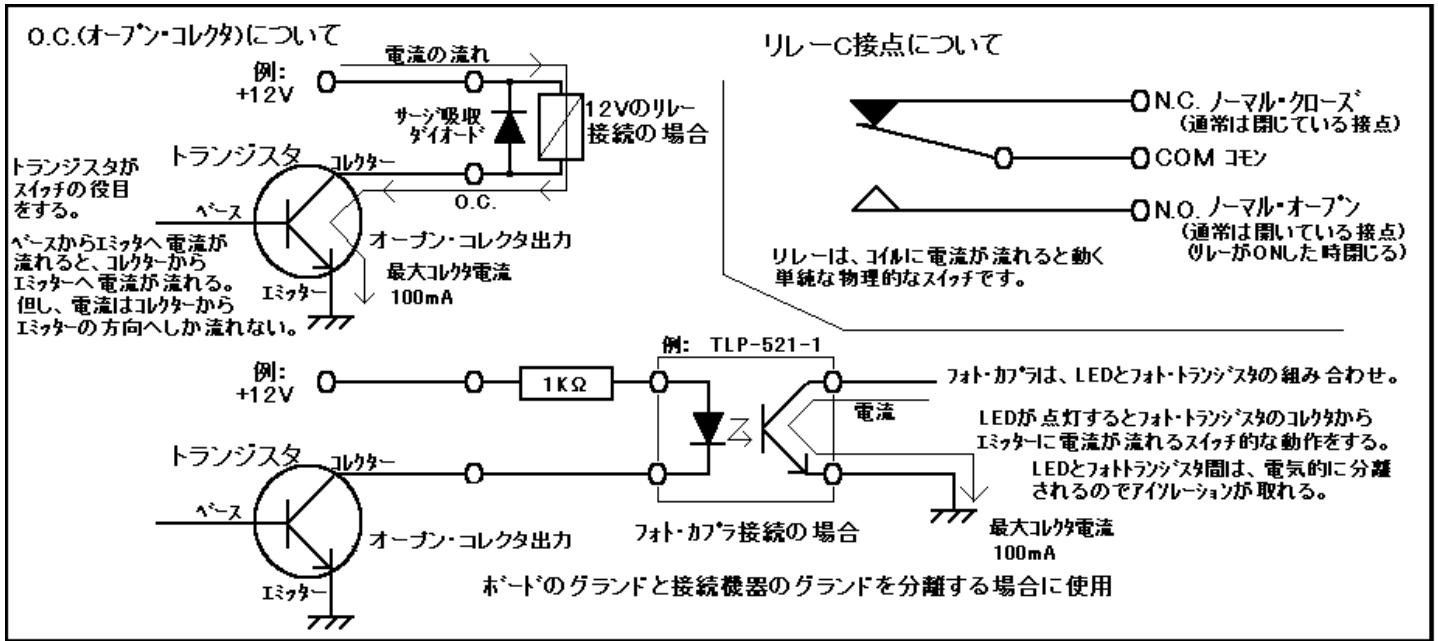 O.C.(オープン・コレクタ)について
電流の流れ
例:
+12V
サージ吸収
ダイオード
12Vのリレー
接続の場合
トランジスタ
コレクター
O.C.
トランジスタが
スイッチの役目
をする。
ベース
ベースからエミッタへ電流が
流れると、コレクターから
エミッターへ電流が流れる。
但し、電流はコレクターから
エミッターの方向へしか流れない。
エミッター
オープン・コレクタ出力
最大コレクタ電流
100mA
リレーC接点について
N.C. ノーマル・クローズ
(通常は閉じている接点)
COM コモン
N.O. ノーマル・オープン
(通常は開いている接点)
(リレーがONした時閉じる)
リレーは、コイルに電流が流れると動く
単純な物理的なスイッチです。
例: TLP-521-1
例:
+12V
1KΩ
電流
フォト・カプラは、LEDとフォト・トランジスタの組み合わせ。
LEDが点灯するとフォト・トランジスタのコレクタから
エミッターに電流が流れるスイッチ的な動作をする。
LEDとフォトトランジスタ間は、電気的に分離
されるのでアイソレーションが取れる。
トランジスタ
コレクター
ベース
エミッター
オープン・コレクタ出力
フォト・カプラ接続の場合
最大コレクタ電流
100mA
ボードのグランドと接続機器のグランドを分離する場合に使用